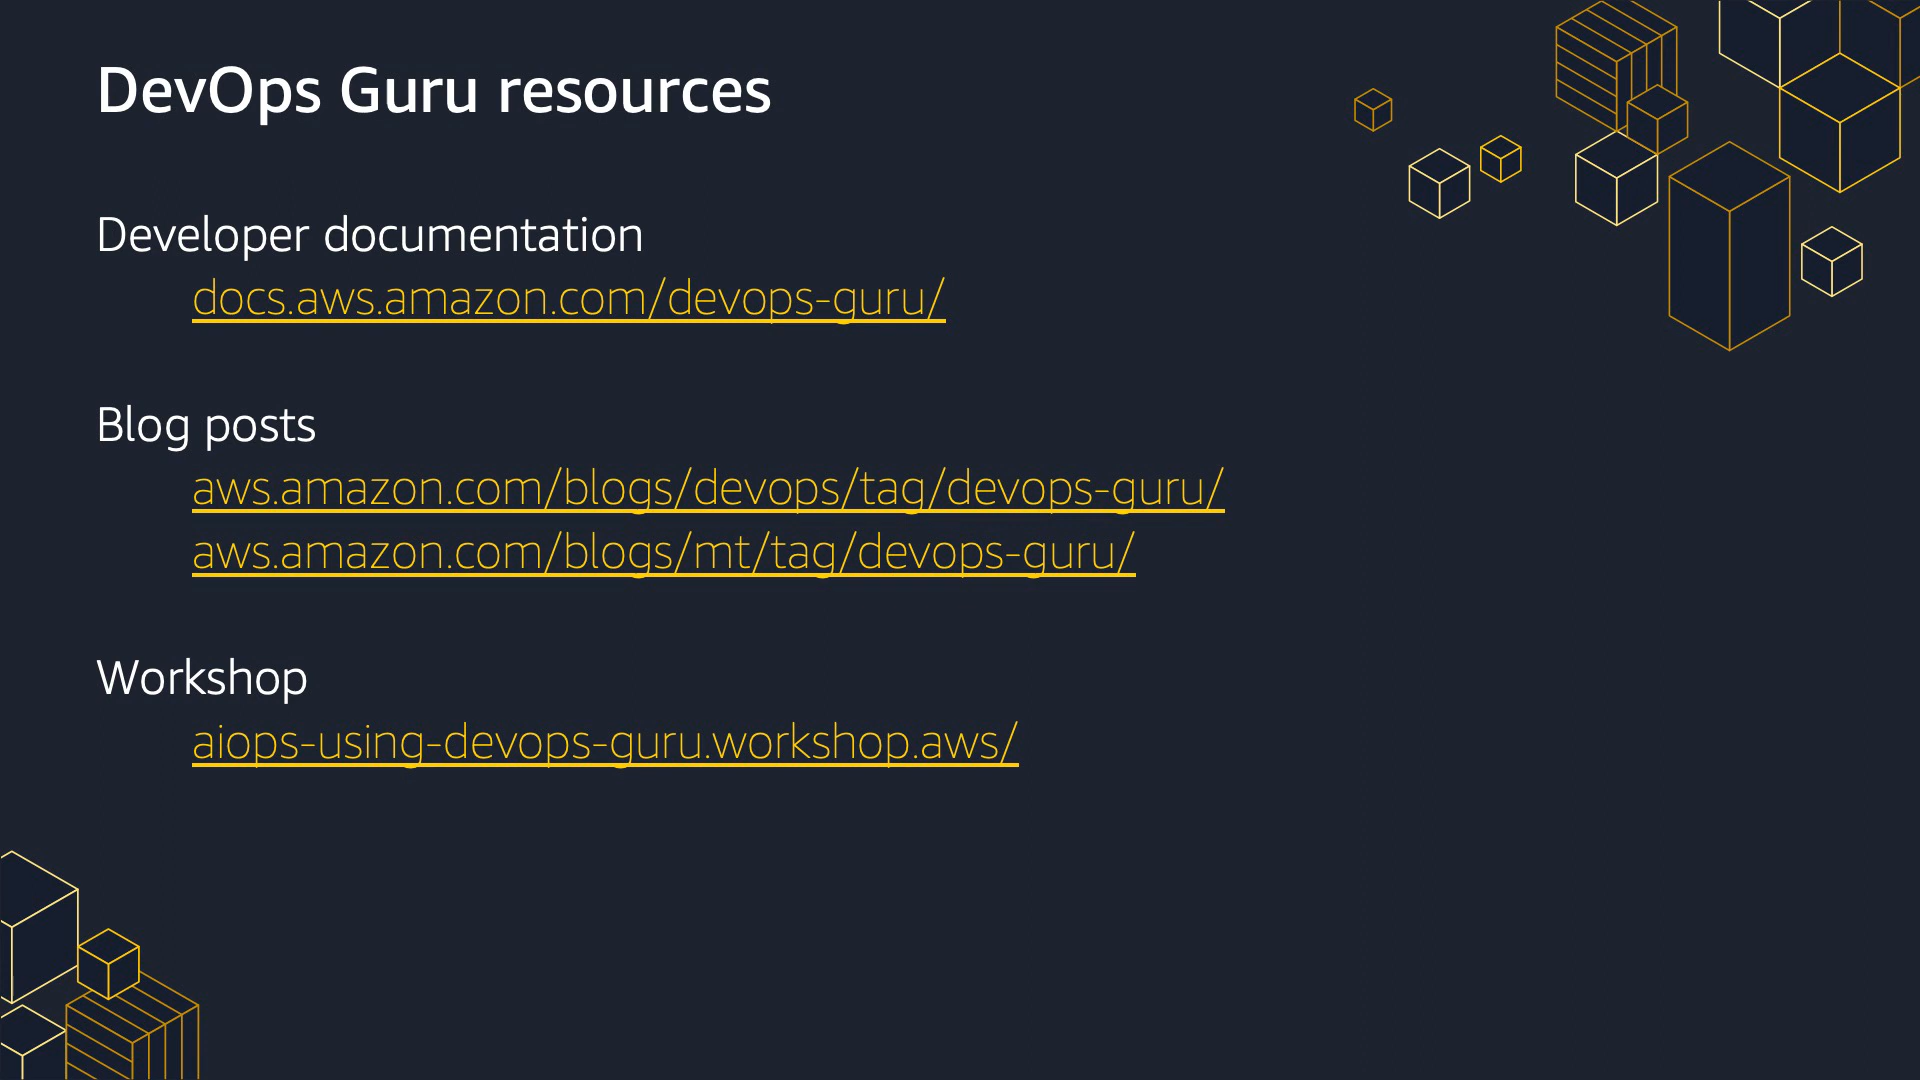 DevOps Guru resources
Developer documentation
docs.aws.amazon.com/devops-guru/
Blog posts
aws.amazon.com/blogs/devops/tag/devops-guru/
aws.amazon.com/blogs/mt/tag/devops-guru/
Workshop
aiops-using-devops-guru.workshop.aws/